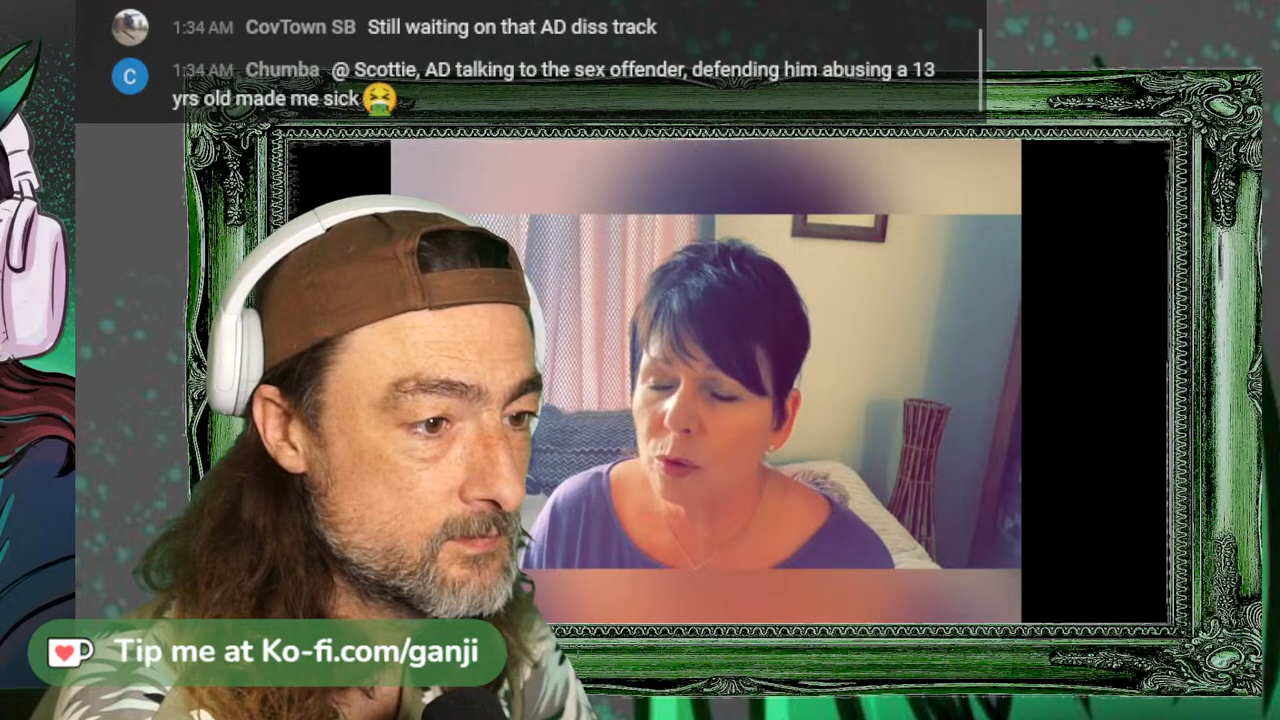 1:34 AM CovTown SB Still waiting on that AD diss track
C 1:34 AM Chumba @ Scottie, AD talking to the sex offender, defending him abusing a 13
yrs old made me sick🤮
Tip me at Ko-fi.com/ganji